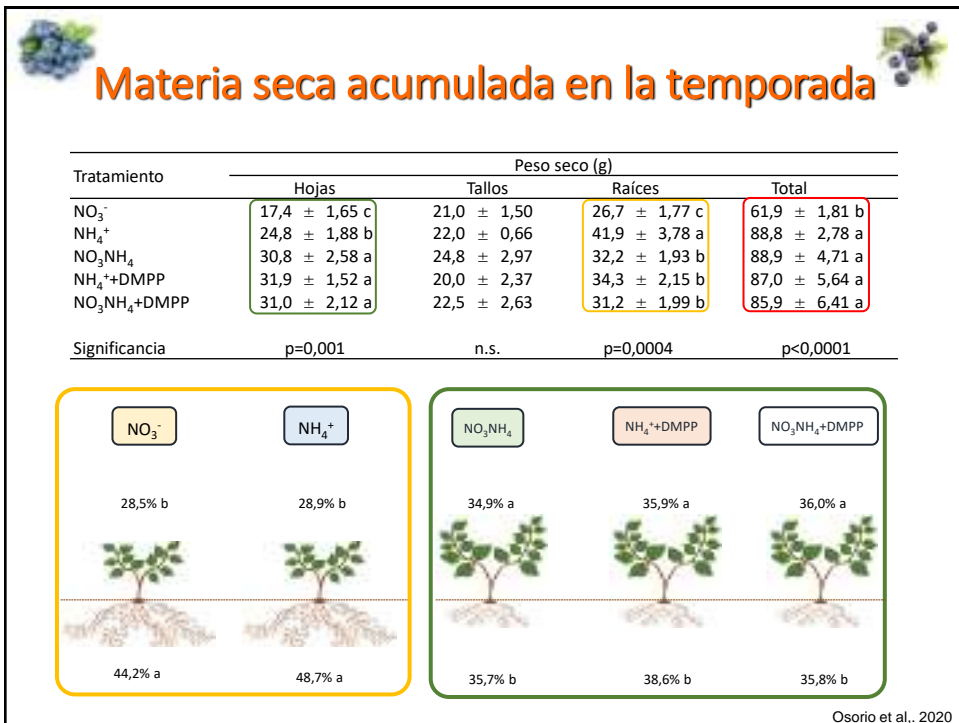 Materia seca acumulada en la temporada
Tratamiento Peso seco (g)
Hojas Tallos Raíces Total
NO₃⁻ 17,4 ± 1,65 c 21,0 ± 1,50 26,7 ± 1,77 c 61,9 ± 1,81 b
NH₄⁺ 24,8 ± 1,88 b 22,0 ± 0,66 41,9 ± 3,78 a 88,8 ± 2,78 a
NO₃NH₄ 30,8 ± 2,58 a 24,8 ± 2,97 32,2 ± 1,93 b 88,9 ± 4,71 a
NH₄⁺+DMPP 31,9 ± 1,52 a 20,0 ± 2,37 34,3 ± 2,15 b 87,0 ± 5,64 a
NO₃NH₄+DMPP 31,0 ± 2,12 a 22,5 ± 2,63 31,2 ± 1,99 b 85,9 ± 6,41 a
Significancia p=0,001 n.s. p=0,0004 p<0,0001
NO₃⁻ NH₄⁺ NO₃NH₄ NH₄⁺+DMPP NO₃NH₄+DMPP
28,5% b 28,9% b 34,9% a 35,9% a 36,0% a
44,2% a 48,7% a 35,7% b 38,6% b 35,8% b
Osorio et al,. 2020